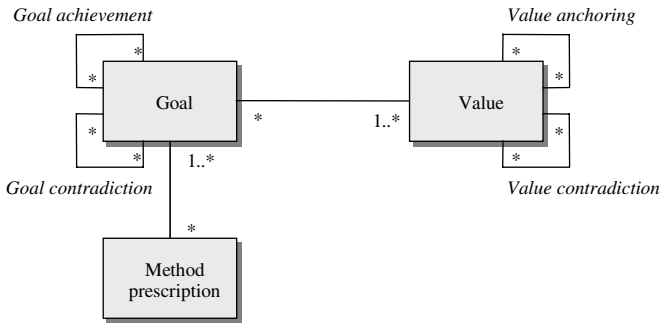 Goal achievement
Value anchoring
*
*
*
*
Goal
Value
*
1..*
*
*
*
*
1..*
Goal contradiction
Value contradiction
*
Method
prescription